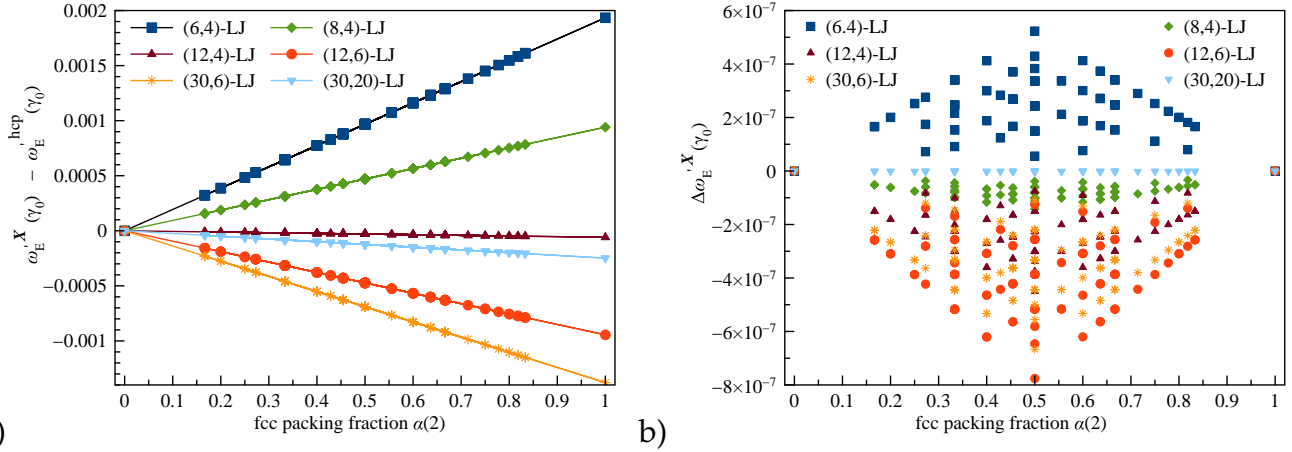 0.002
0.0015
0.001
0.0005
0
−0.0005
−0.001
ω'_E^X(γ_0) − ω'_E^hcp(γ_0)
(6,4)-LJ
(8,4)-LJ
(12,4)-LJ
(12,6)-LJ
(30,6)-LJ
(30,20)-LJ
0 0.1 0.2 0.3 0.4 0.5 0.6 0.7 0.8 0.9 1
fcc packing fraction α(2)
)
b)
6×10⁻⁷
4×10⁻⁷
2×10⁻⁷
0
−2×10⁻⁷
−4×10⁻⁷
−6×10⁻⁷
−8×10⁻⁷
Δω'_E^X(γ_0)
(6,4)-LJ
(8,4)-LJ
(12,4)-LJ
(12,6)-LJ
(30,6)-LJ
(30,20)-LJ
0 0.1 0.2 0.3 0.4 0.5 0.6 0.7 0.8 0.9 1
fcc packing fraction α(2)